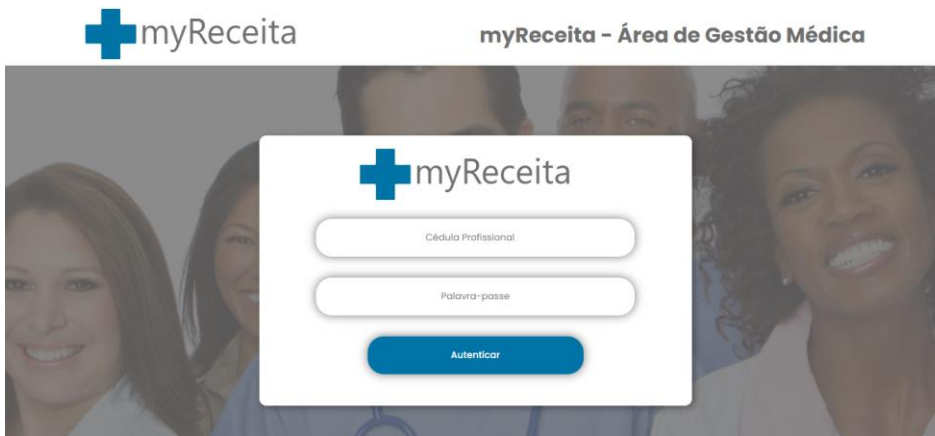 myReceita
myReceita - Área de Gestão Médica
myReceita
Cédula Profissional
Palavra-passe
Autenticar